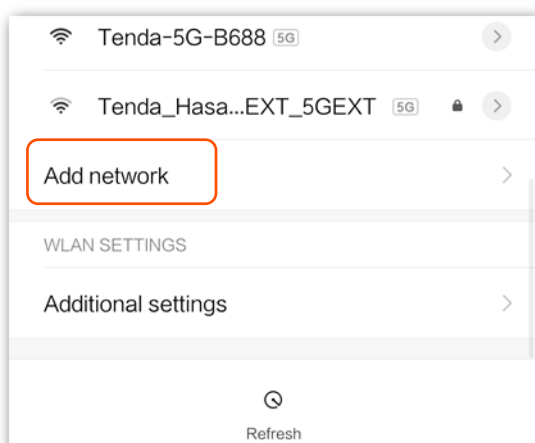 Tenda-5G-B688 5G
Tenda_Hasa...EXT_5GEXT 5G
Add network
WLAN SETTINGS
Additional settings
Refresh